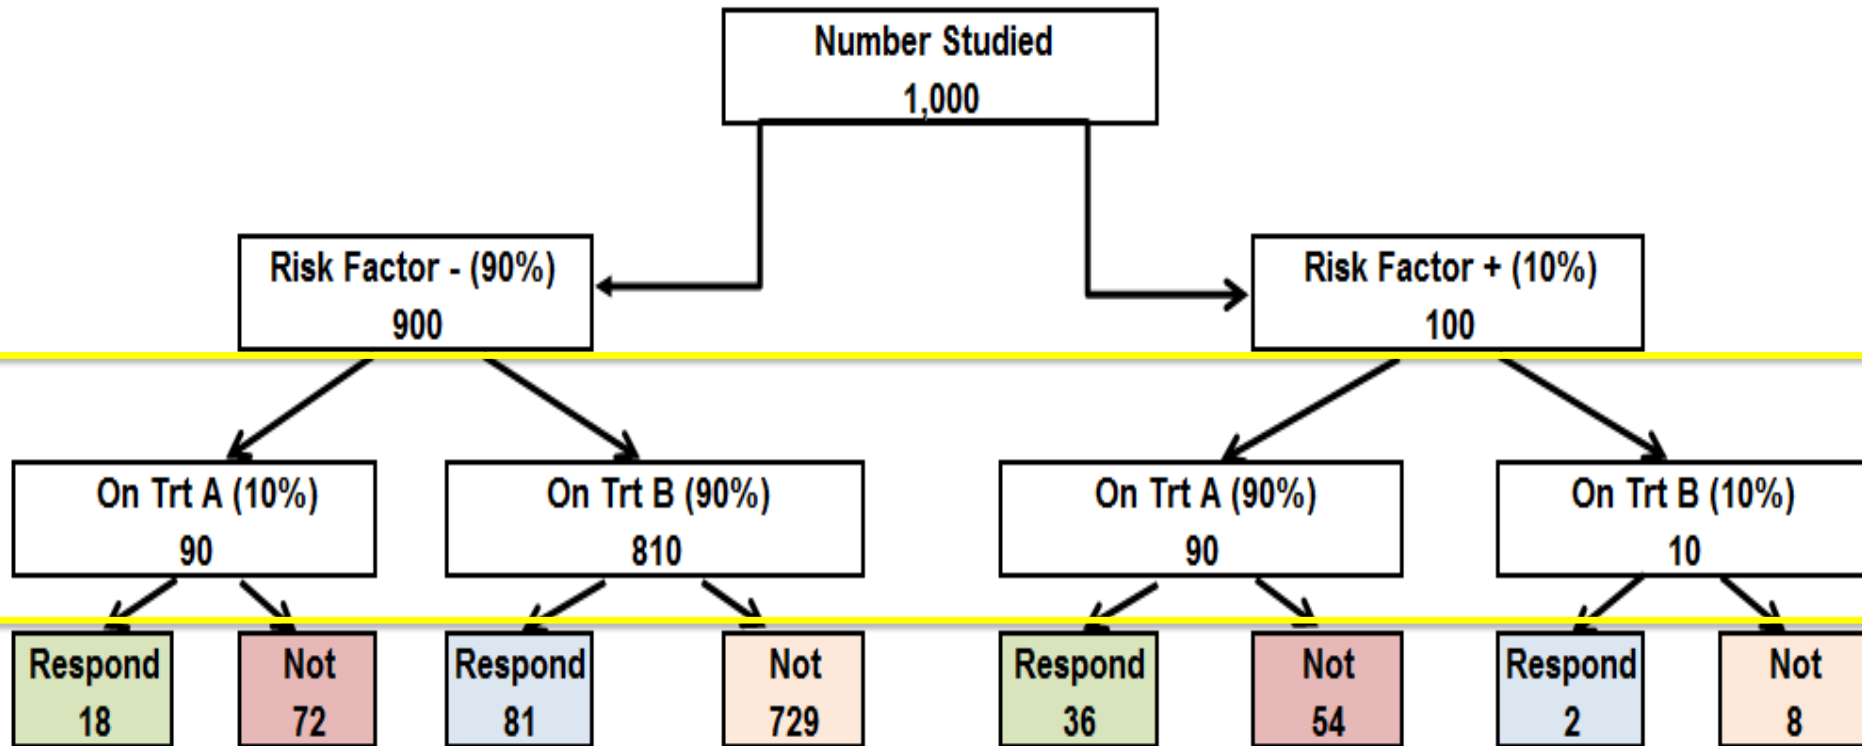 Number Studied
1,000
Risk Factor - (90%)
900
Risk Factor + (10%)
100
On Trt A (10%)
90
On Trt B (90%)
810
On Trt A (90%)
90
On Trt B (10%)
10
Respond
18
Not
72
Respond
81
Not
729
Respond
36
Not
54
Respond
2
Not
8